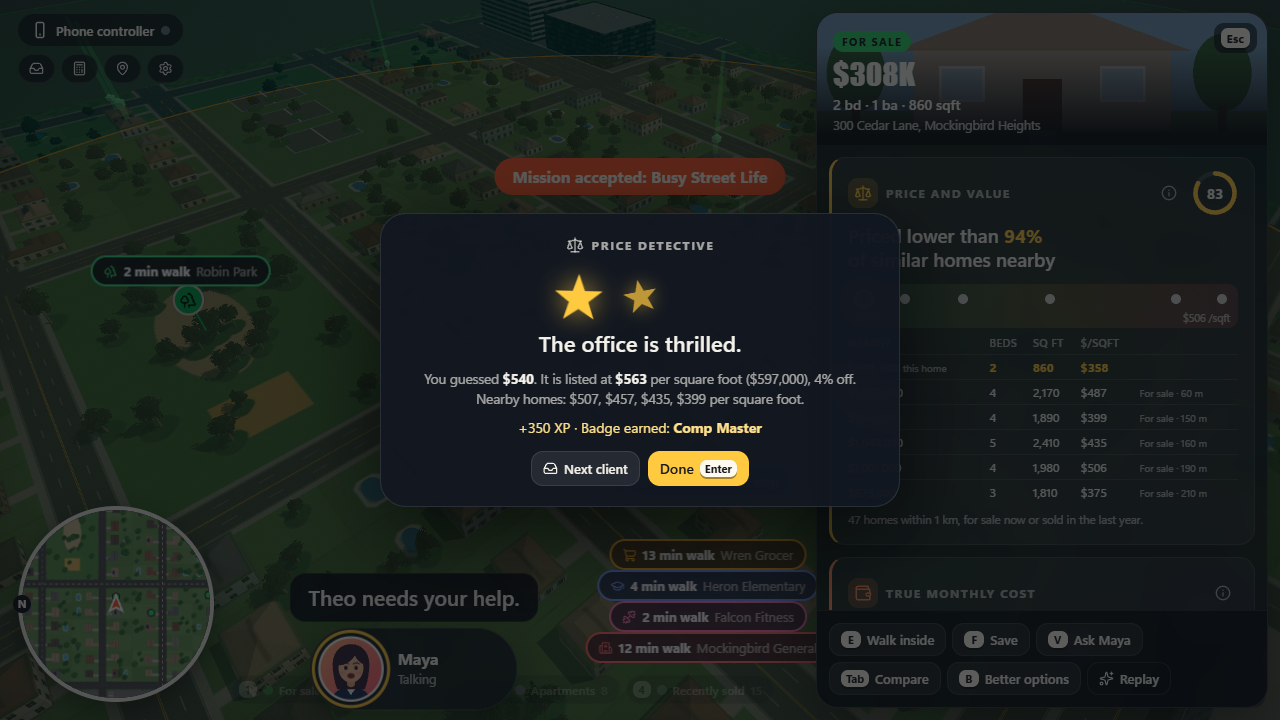 Phone controller
FOR SALE
Esc
$308K
2 bd · 1 ba · 860 sqft
300 Cedar Lane, Mockingbird Heights
Mission accepted: Busy Street Life
PRICE AND VALUE
83
lower than 94%
similar homes nearby
$506 /sqft
PRICE DETECTIVE
The office is thrilled.
You guessed $540. It is listed at $563 per square foot ($597,000), 4% off.
Nearby homes: $507, $457, $435, $399 per square foot.
+350 XP · Badge earned: Comp Master
Next client
Done Enter
2 min walk Robin Park
BEDS SQ FT $/SQFT
this home 2 860 $358
4 2,170 $487 For sale · 60 m
4 1,890 $399 For sale · 150 m
5 2,410 $435 For sale · 160 m
4 1,980 $506 For sale · 190 m
3 1,810 $375 For sale · 210 m
47 homes within 1 km, for sale now or sold in the last year.
13 min walk Wren Grocer
4 min walk Heron Elementary
2 min walk Falcon Fitness
12 min walk Mockingbird General
TRUE MONTHLY COST
N
Theo needs your help.
Maya
Talking
For sal
Apartments 8
4 Recently sold 15
E Walk inside
F Save
V Ask Maya
Tab Compare
B Better options
Replay